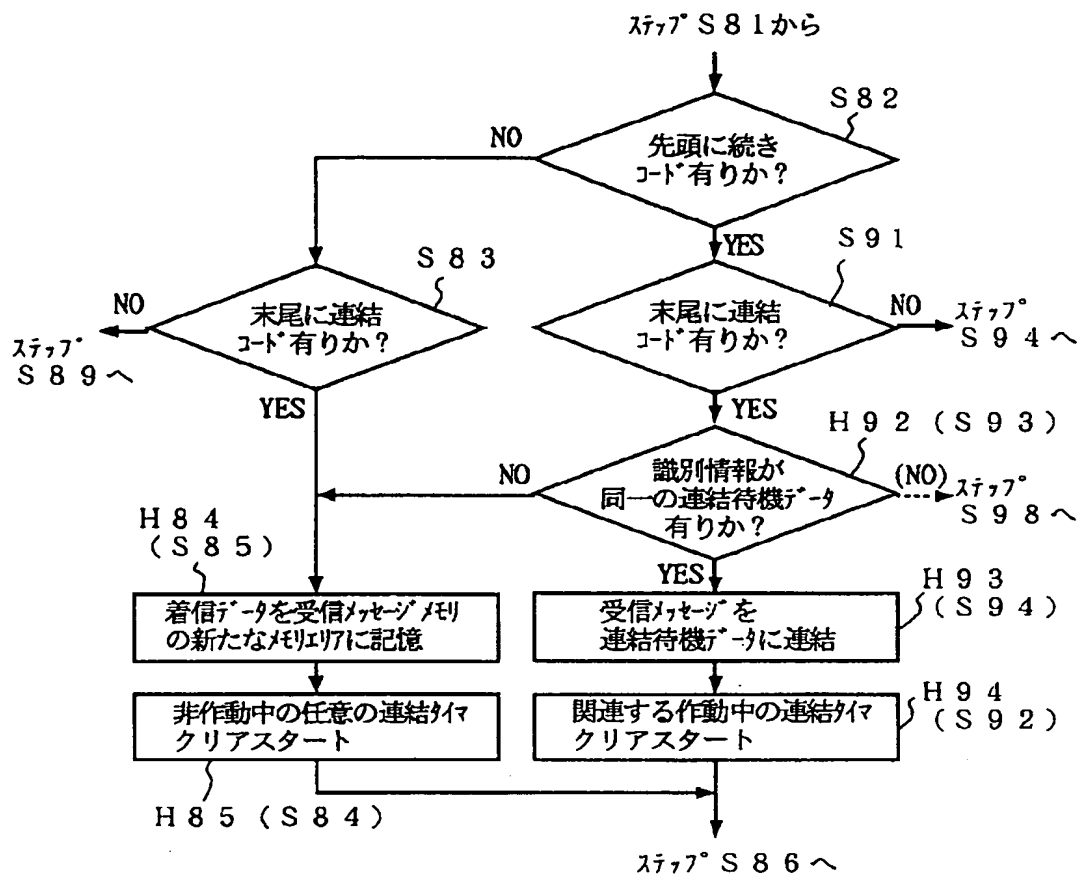 ステップS81から
S82
NO
先頭に続き
コード有りか?
YES
S91
S83
NO
末尾に連結
コード有りか?
末尾に連結
コード有りか?
NO
ステップ
S94へ
ステップ
S89へ
YES
YES
H92(S93)
NO
識別情報が
同一の連結待機データ
有りか?
(NO)
ステップ
S98へ
H84
(S85)
YES
H93
(S94)
着信データを受信メッセージメモリ
の新たなメモリエリアに記憶
受信メッセージを
連結待機データに連結
H94
(S92)
非作動中の任意の連結タイマ
クリアスタート
関連する作動中の連結タイマ
クリアスタート
H85(S84)
ステップS86へ